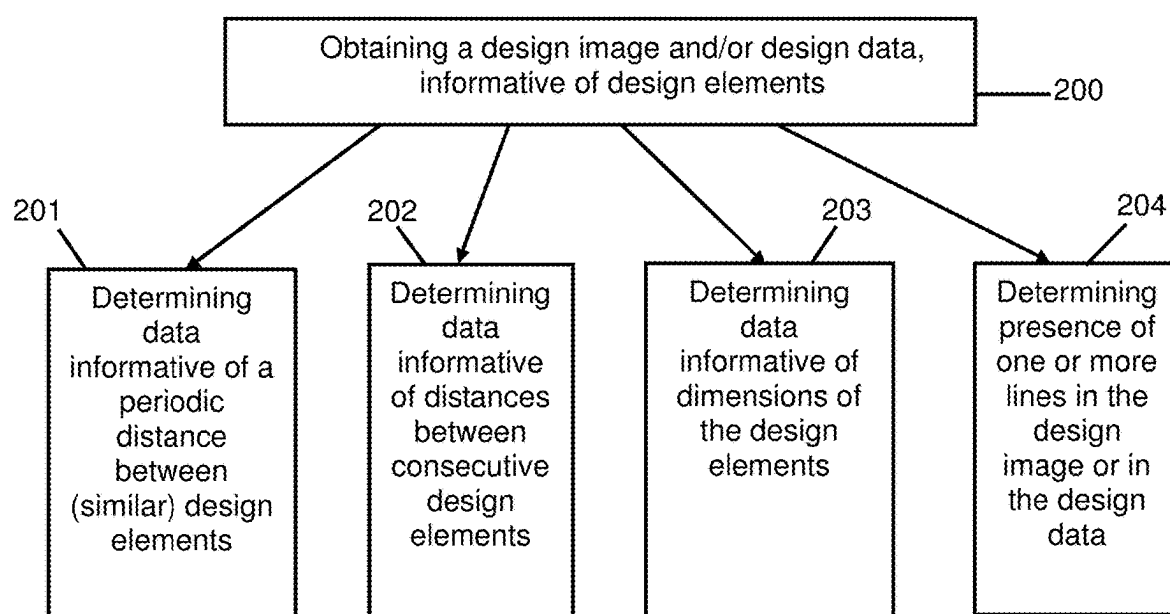 Obtaining a design image and/or design data,
informative of design elements
200
201
202
203
204
Determining
data
informative of a
periodic
distance
between
(similar) design
elements
Determining
data
informative
of distances
between
consecutive
design
elements
Determining
data
informative of
dimensions of
the design
elements
Determining
presence of
one or more
lines in the
design
image or in
the design
data